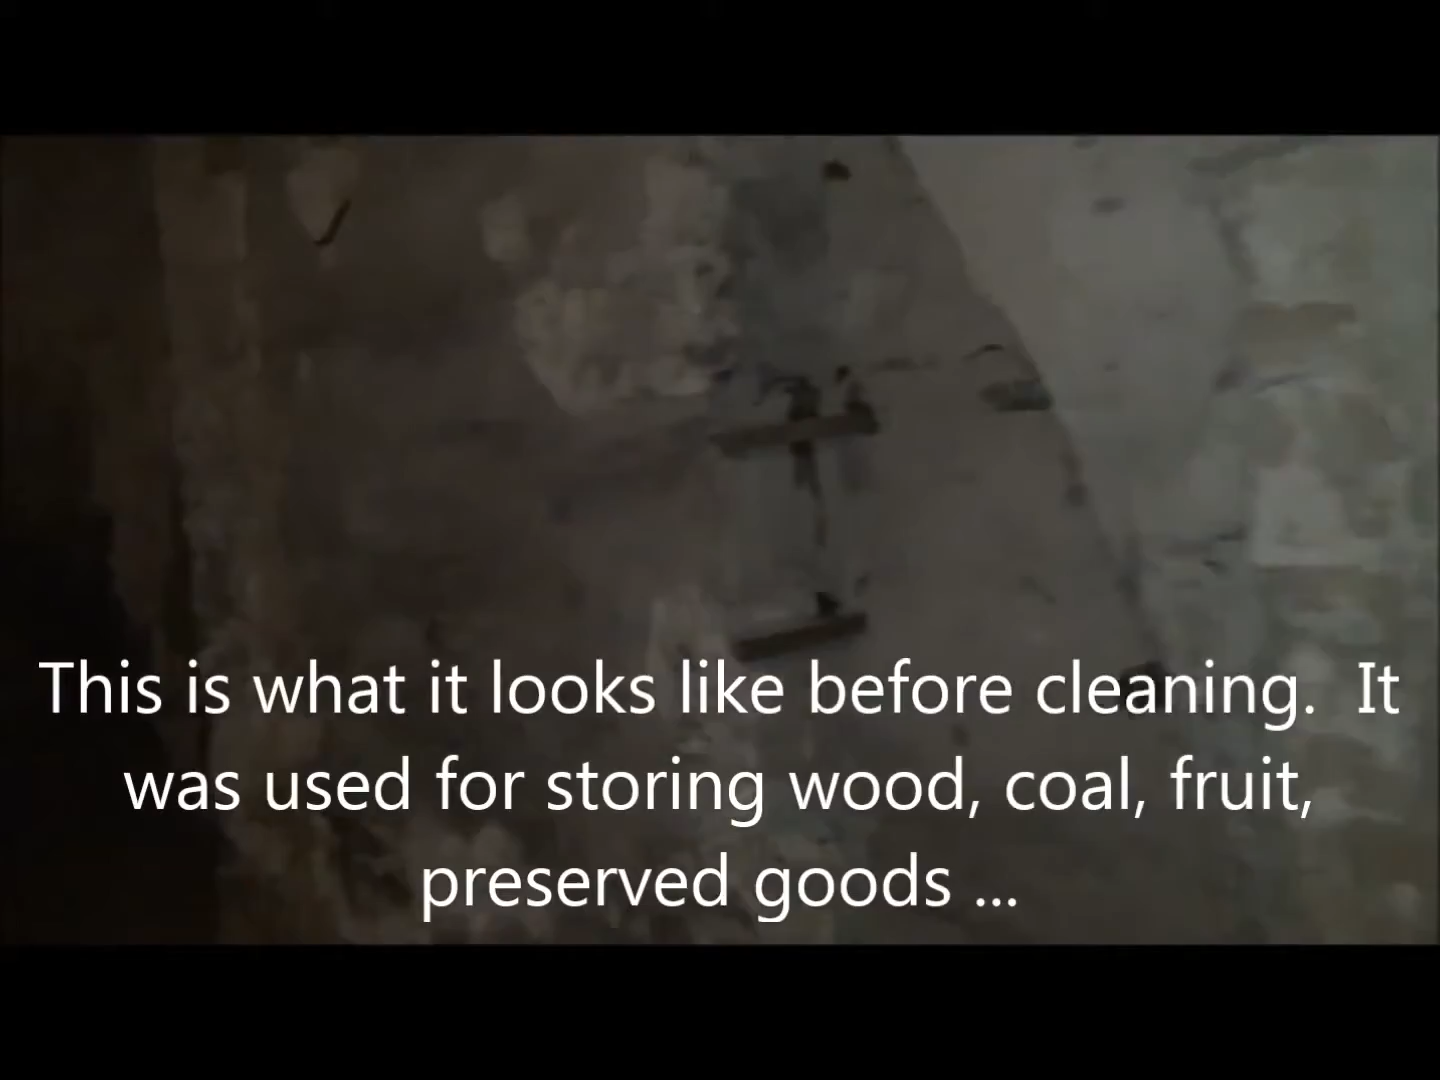 This is what it looks like before cleaning.  It
was used for storing wood, coal, fruit,
preserved goods ...